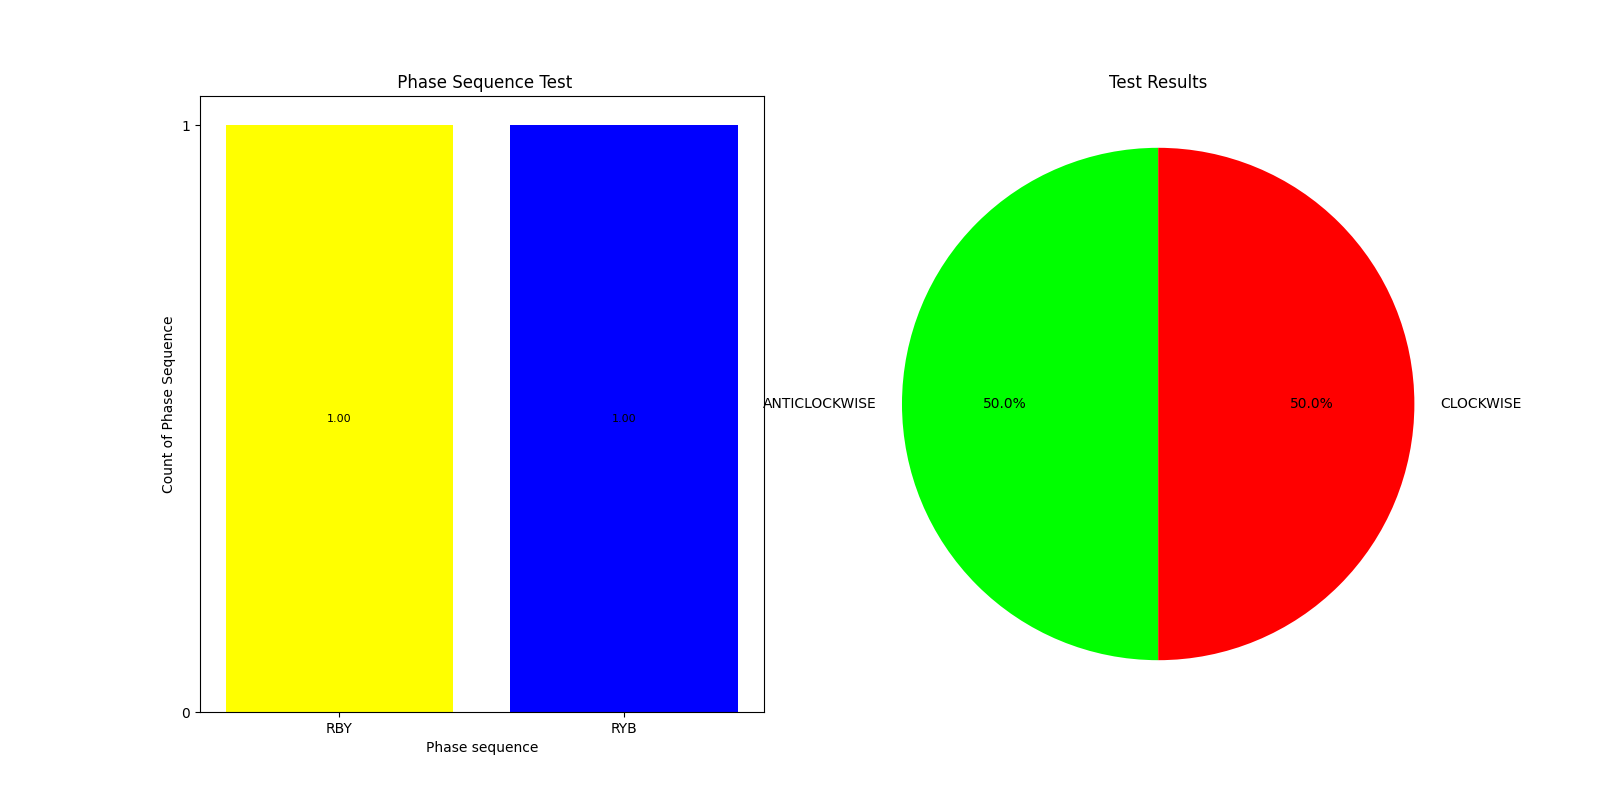 Phase Sequence Test
1
0
Count of Phase Sequence
1.00
1.00
RBY
RYB
Phase sequence
Test Results
ANTICLOCKWISE
50.0%
50.0%
CLOCKWISE